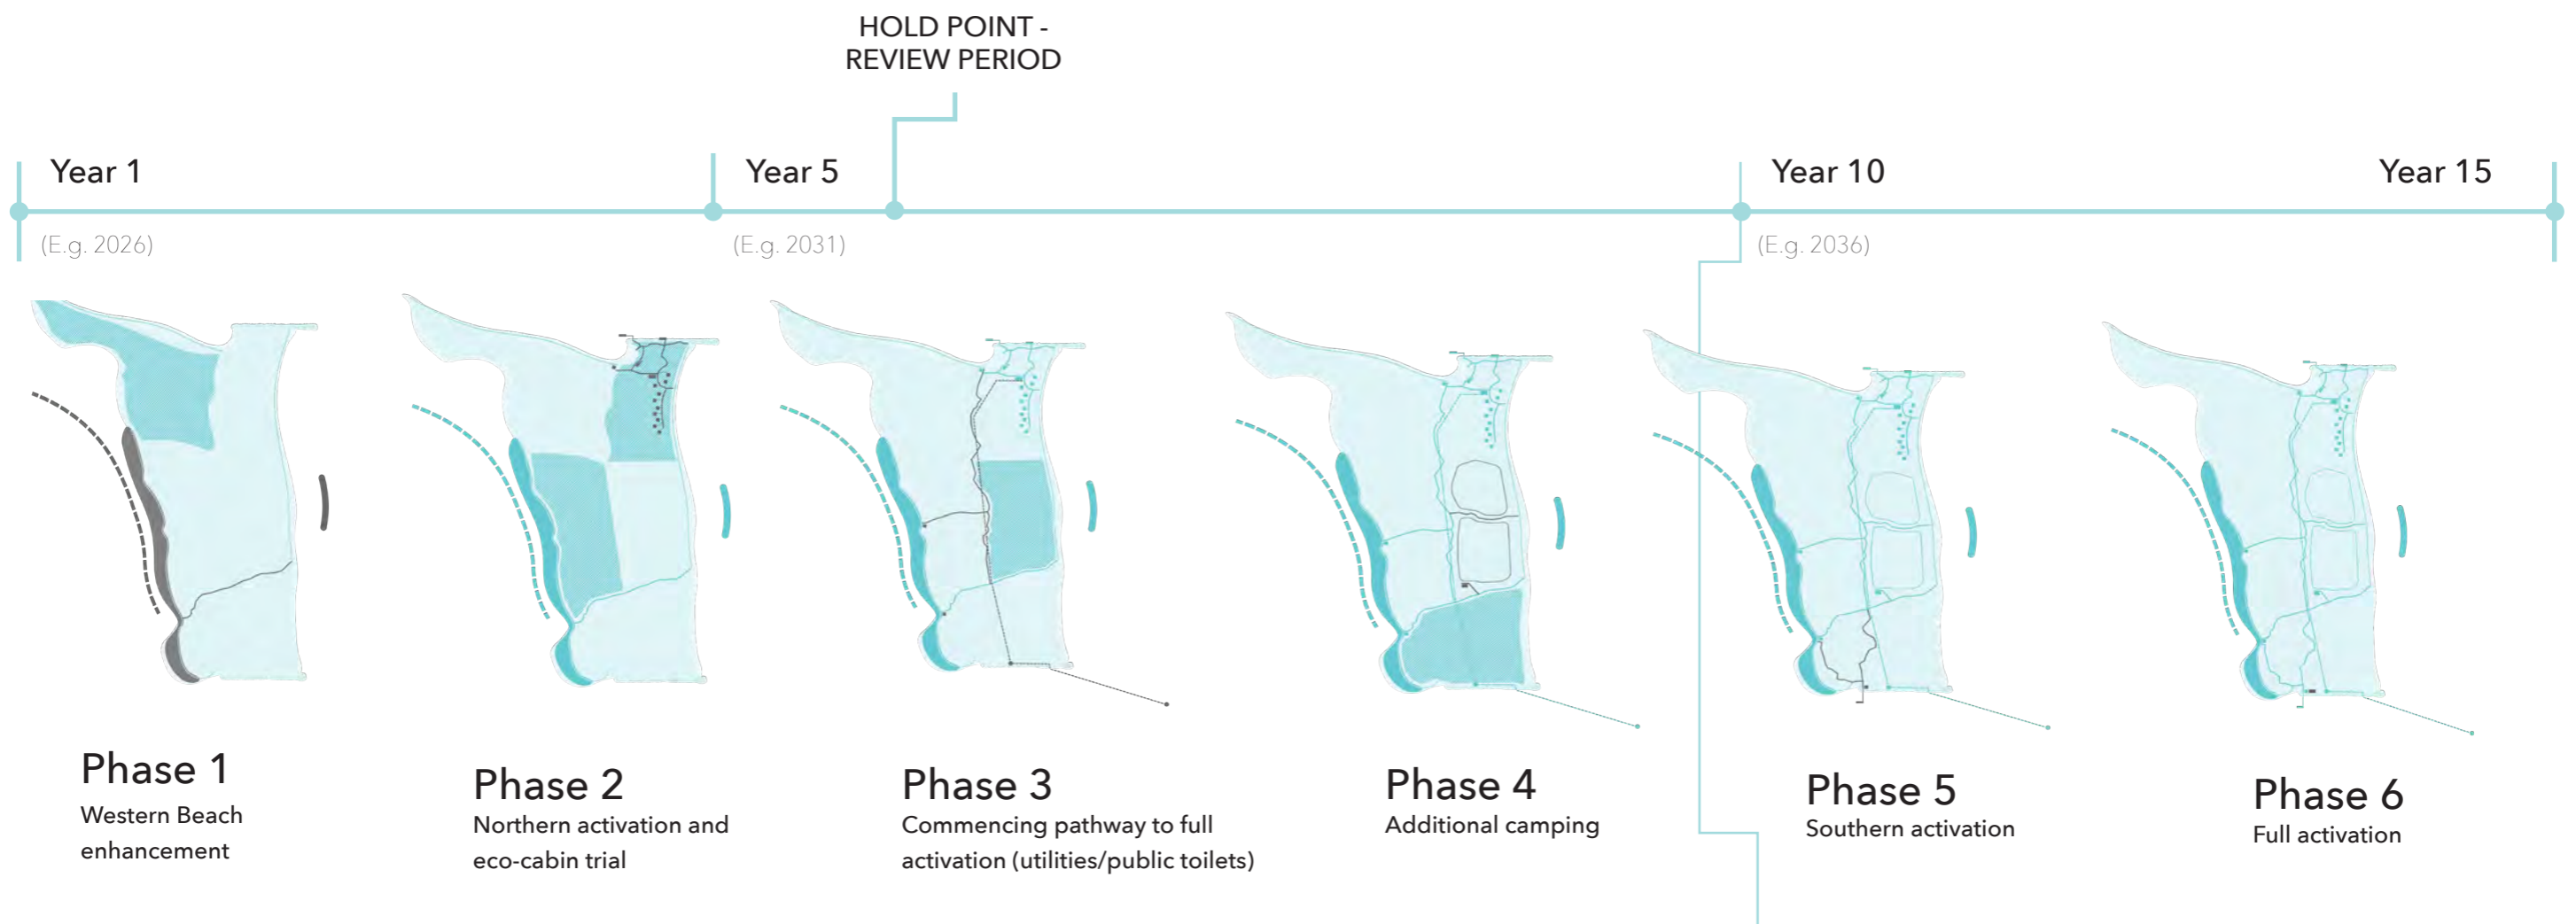 HOLD POINT -
REVIEW PERIOD
Year 1
Year 5
Year 10
Year 15
(E.g. 2026)
(E.g. 2031)
(E.g. 2036)
Phase 1
Western Beach
enhancement
Phase 2
Northern activation and
eco-cabin trial
Phase 3
Commencing pathway to full
activation (utilities/public toilets)
Phase 4
Additional camping
Phase 5
Southern activation
Phase 6
Full activation